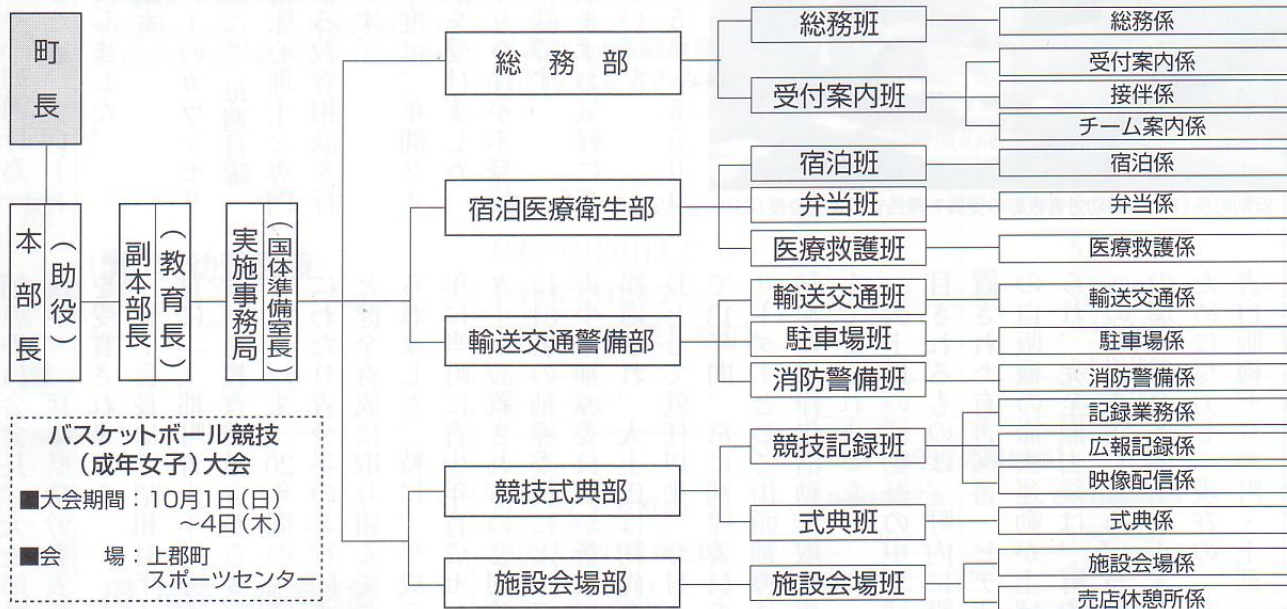 町長
本部長
（助役）
副本部長
（教育長）
実施事務局
（国体準備室長）
総務部
宿泊医療衛生部
輸送交通警備部
競技式典部
施設会場部
総務班
受付案内班
宿泊班
弁当班
医療救護班
輸送交通班
駐車場班
消防警備班
競技記録班
式典班
施設会場班
総務係
受付案内係
接伴係
チーム案内係
宿泊係
弁当係
医療救護係
輸送交通係
駐車場係
消防警備係
記録業務係
広報記録係
映像配信係
式典係
施設会場係
売店休憩所係
バスケットボール競技
（成年女子）大会
■大会期間：10月1日(日)
～4日(木)
■会　　場：上郡町
スポーツセンター